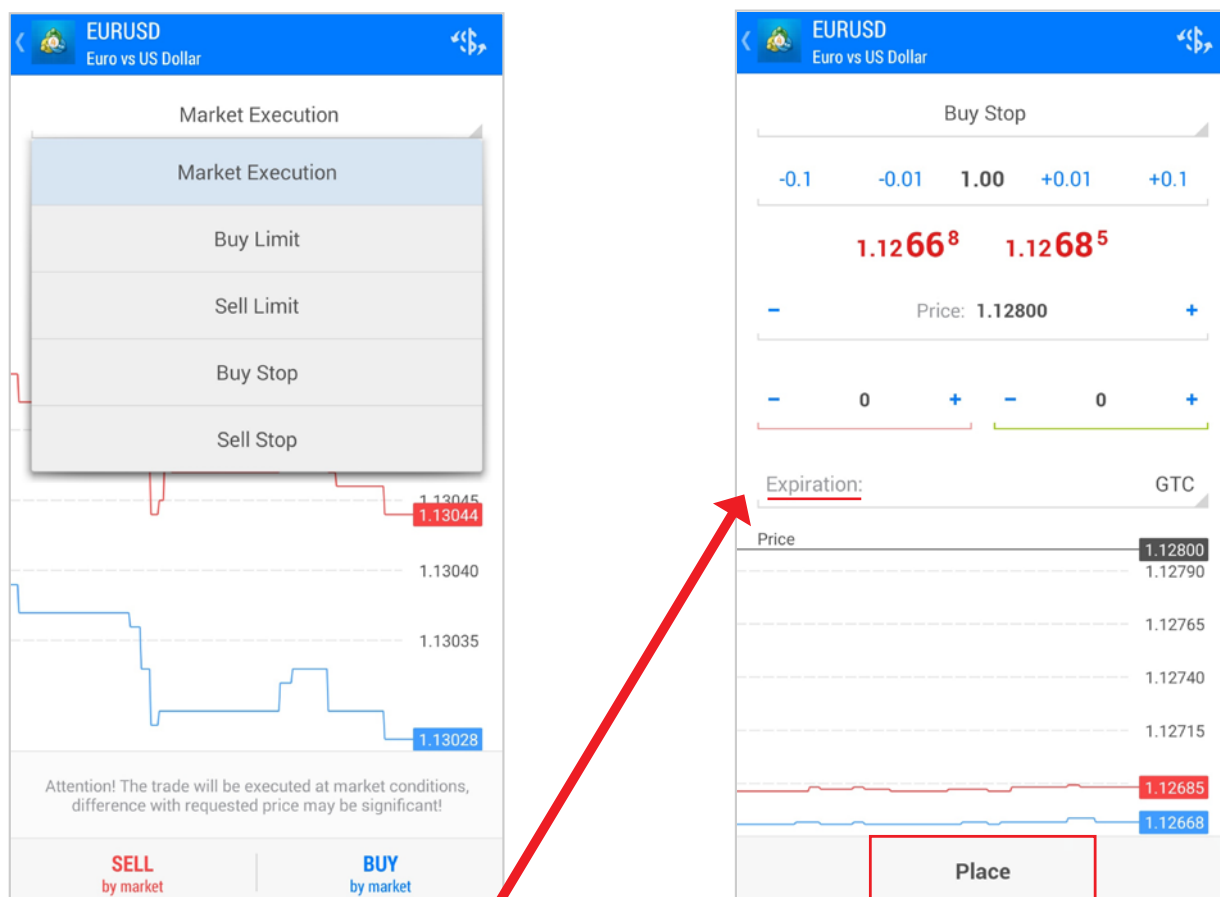 EURUSD
Euro vs US Dollar
Market Execution
Market Execution
Buy Limit
Sell Limit
Buy Stop
Sell Stop
1.13045
1.13044
1.13040
1.13035
1.13028
Attention! The trade will be executed at market conditions,
difference with requested price may be significant!
SELL BUY
by market by market
EURUSD
Euro vs US Dollar
Buy Stop
-0.1 -0.01 1.00 +0.01 +0.1
1.12668 1.12685
- Price: 1.12800 +
- 0 + - 0 +
Expiration: GTC
Price
1.12800
1.12790
1.12765
1.12740
1.12715
1.12685
1.12668
Place